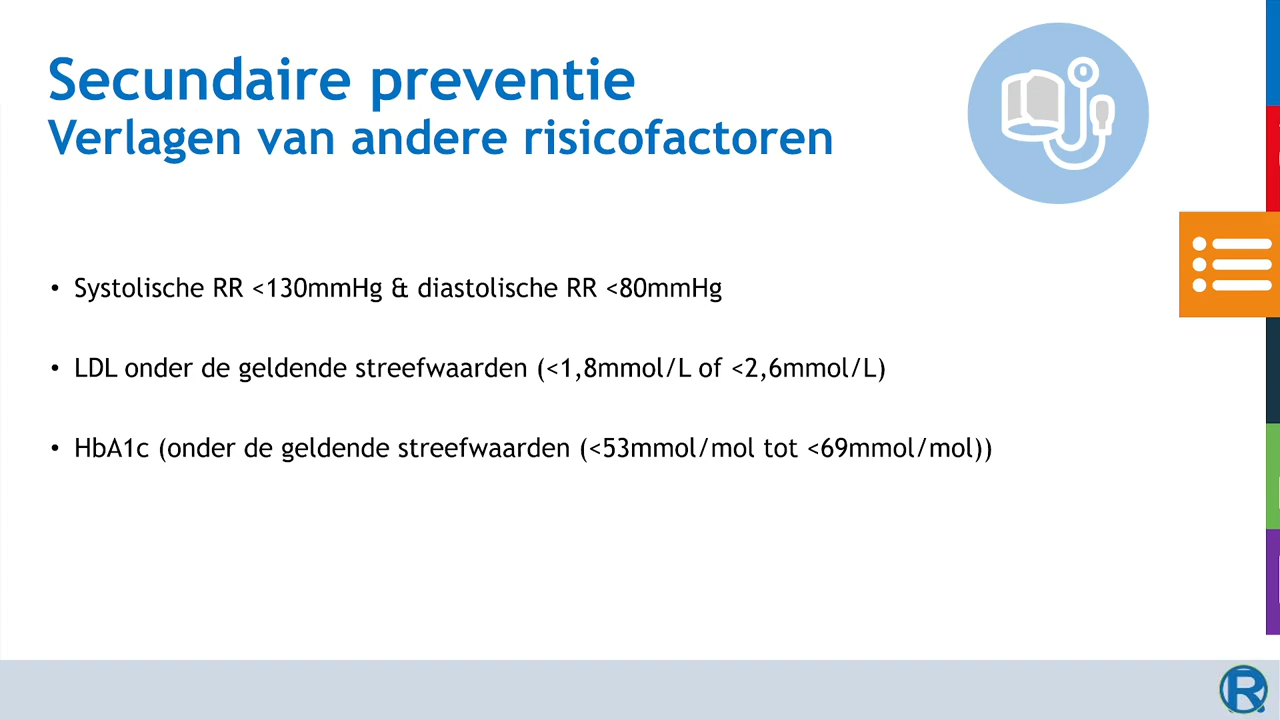 Secundaire preventie
Verlagen van andere risicofactoren
• Systolische RR <130mmHg & diastolische RR <80mmHg
• LDL onder de geldende streefwaarden (<1,8mmol/L of <2,6mmol/L)
• HbA1c (onder de geldende streefwaarden (<53mmol/mol tot <69mmol/mol))
R